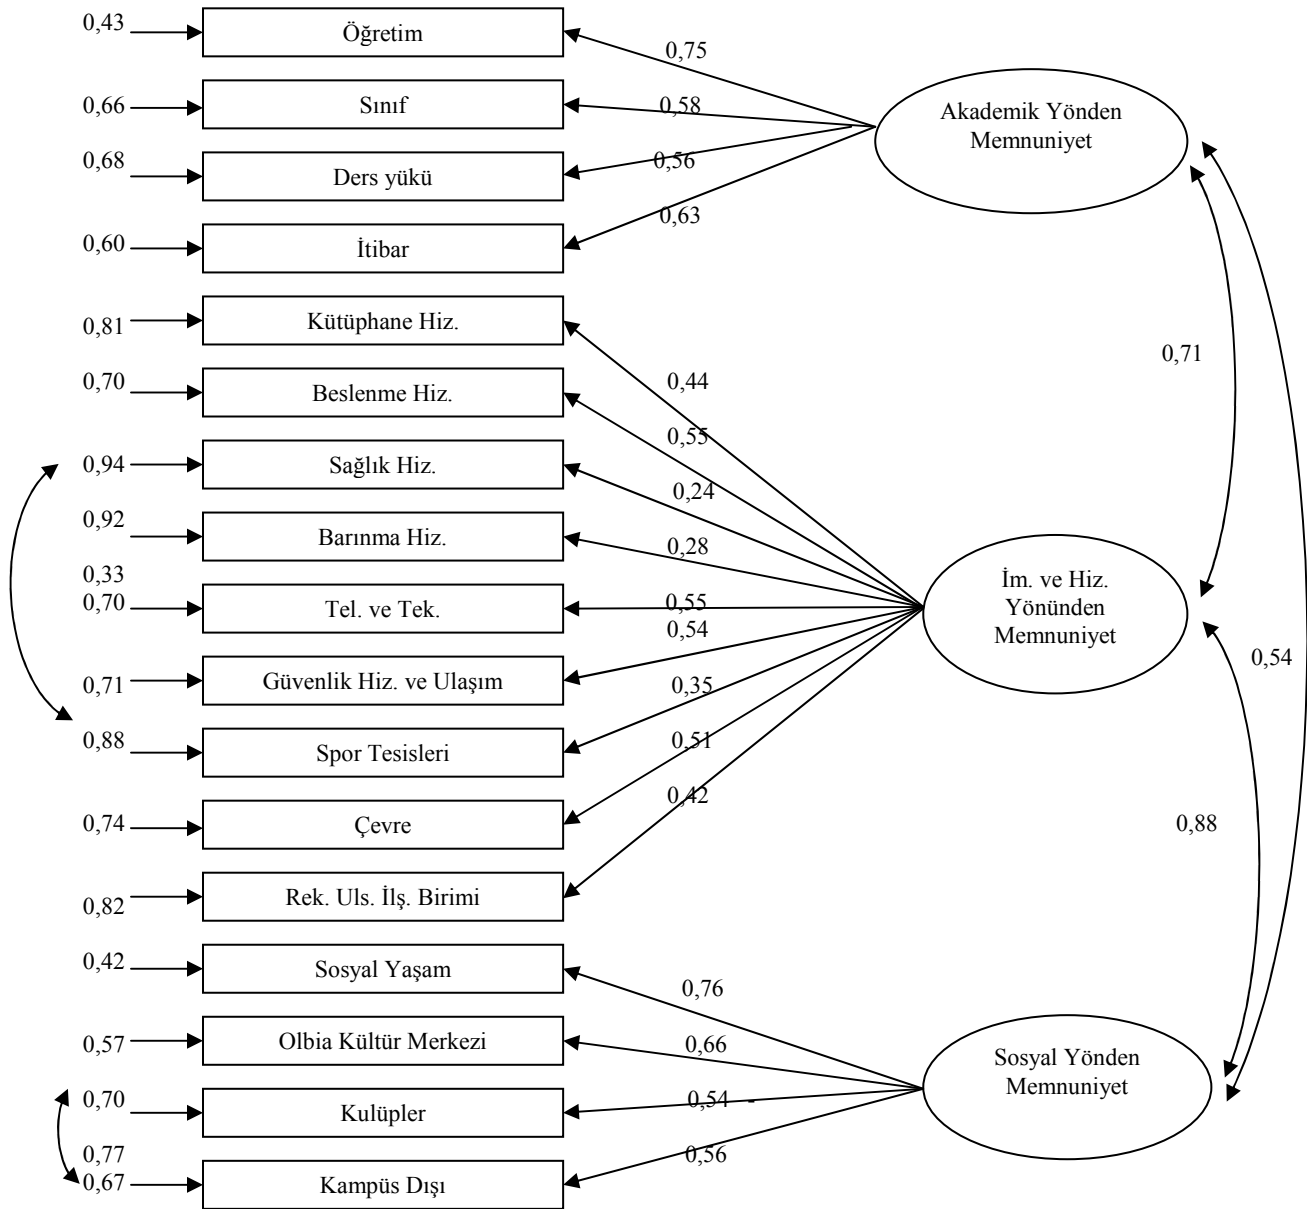 0,43
Öğretim
0,75
0,66
Sınıf
0,58
Akademik Yönden
Memnuniyet
0,68
Ders yükü
0,56
0,60
İtibar
0,63
0,81
Kütüphane Hiz.
0,71
0,70
Beslenme Hiz.
0,44
0,55
0,94
Sağlık Hiz.
0,24
0,92
Barınma Hiz.
0,28
0,33
0,70
Tel. ve Tek.
0,55
0,54
İm. ve Hiz.
Yönünden
Memnuniyet
0,54
0,71
Güvenlik Hiz. ve Ulaşım
0,35
0,88
Spor Tesisleri
0,51
0,74
Çevre
0,42
0,88
0,82
Rek. Uls. İlş. Birimi
0,42
Sosyal Yaşam
0,76
0,57
Olbia Kültür Merkezi
0,66
Sosyal Yönden
Memnuniyet
0,70
Kulüpler
0,54 -
0,77
0,67
Kampüs Dışı
0,56